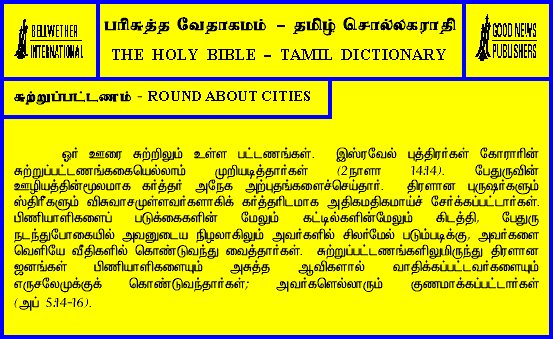 BELLWETHER
INTERNATIONAL
பரிசுத்த வேதாகமம் – தமிழ் சொல்லகராதி
THE HOLY BIBLE – TAMIL DICTIONARY
GOOD NEWS
PUBLISHERS
சுற்றுப்பட்டணம் - ROUND ABOUT CITIES
ஓர் ஊரை சுற்றிலும் உள்ள பட்டணங்கள். இஸ்ரவேல் புத்திரர்கள் கோராரின்
சுற்றுப்பட்டணங்ககையெல்லாம் முறியடித்தார்கள் (2நாளா 14:14). பேதுருவின்
ஊழியத்தின்மூலமாக கர்த்தர் அநேக அற்புதங்களைச்செய்தார். திரளான புருஷர்களும்
ஸ்திரீகளும் விசுவாசமுள்ளவர்களாகிக் கர்த்தரிடமாக அதிகமதிகமாய்ச் சேர்க்கப்பட்டார்கள்.
பிணியாளிகளைப் படுக்கைகளின் மேலும் கட்டில்களின்மேலும் கிடத்தி, பேதுரு
நடந்துபோகையில் அவனுடைய நிழலாகிலும் அவர்களில் சிலர்மேல் படும்படிக்கு, அவர்களை
வெளியே வீதிகளில் கொண்டுவந்து வைத்தார்கள். சுற்றுப்பட்டணங்களிலுமிருந்து திரளான
ஜனங்கள் பிணியாளிகளையும் அசுத்த ஆவிகளால் வாதிக்கப்பட்டவர்களையும்
எருசலேமுக்குக் கொண்டுவந்தார்கள்; அவர்களெல்லாரும் குணமாக்கப்பட்டார்கள்
(அப் 5:14-16).